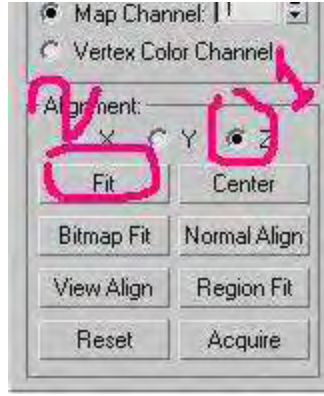 Map Channel: 1
Vertex Color Channel
Alignment:
X Y Z
Fit Center
Bitmap Fit Normal Align
View Align Region Fit
Reset Acquire